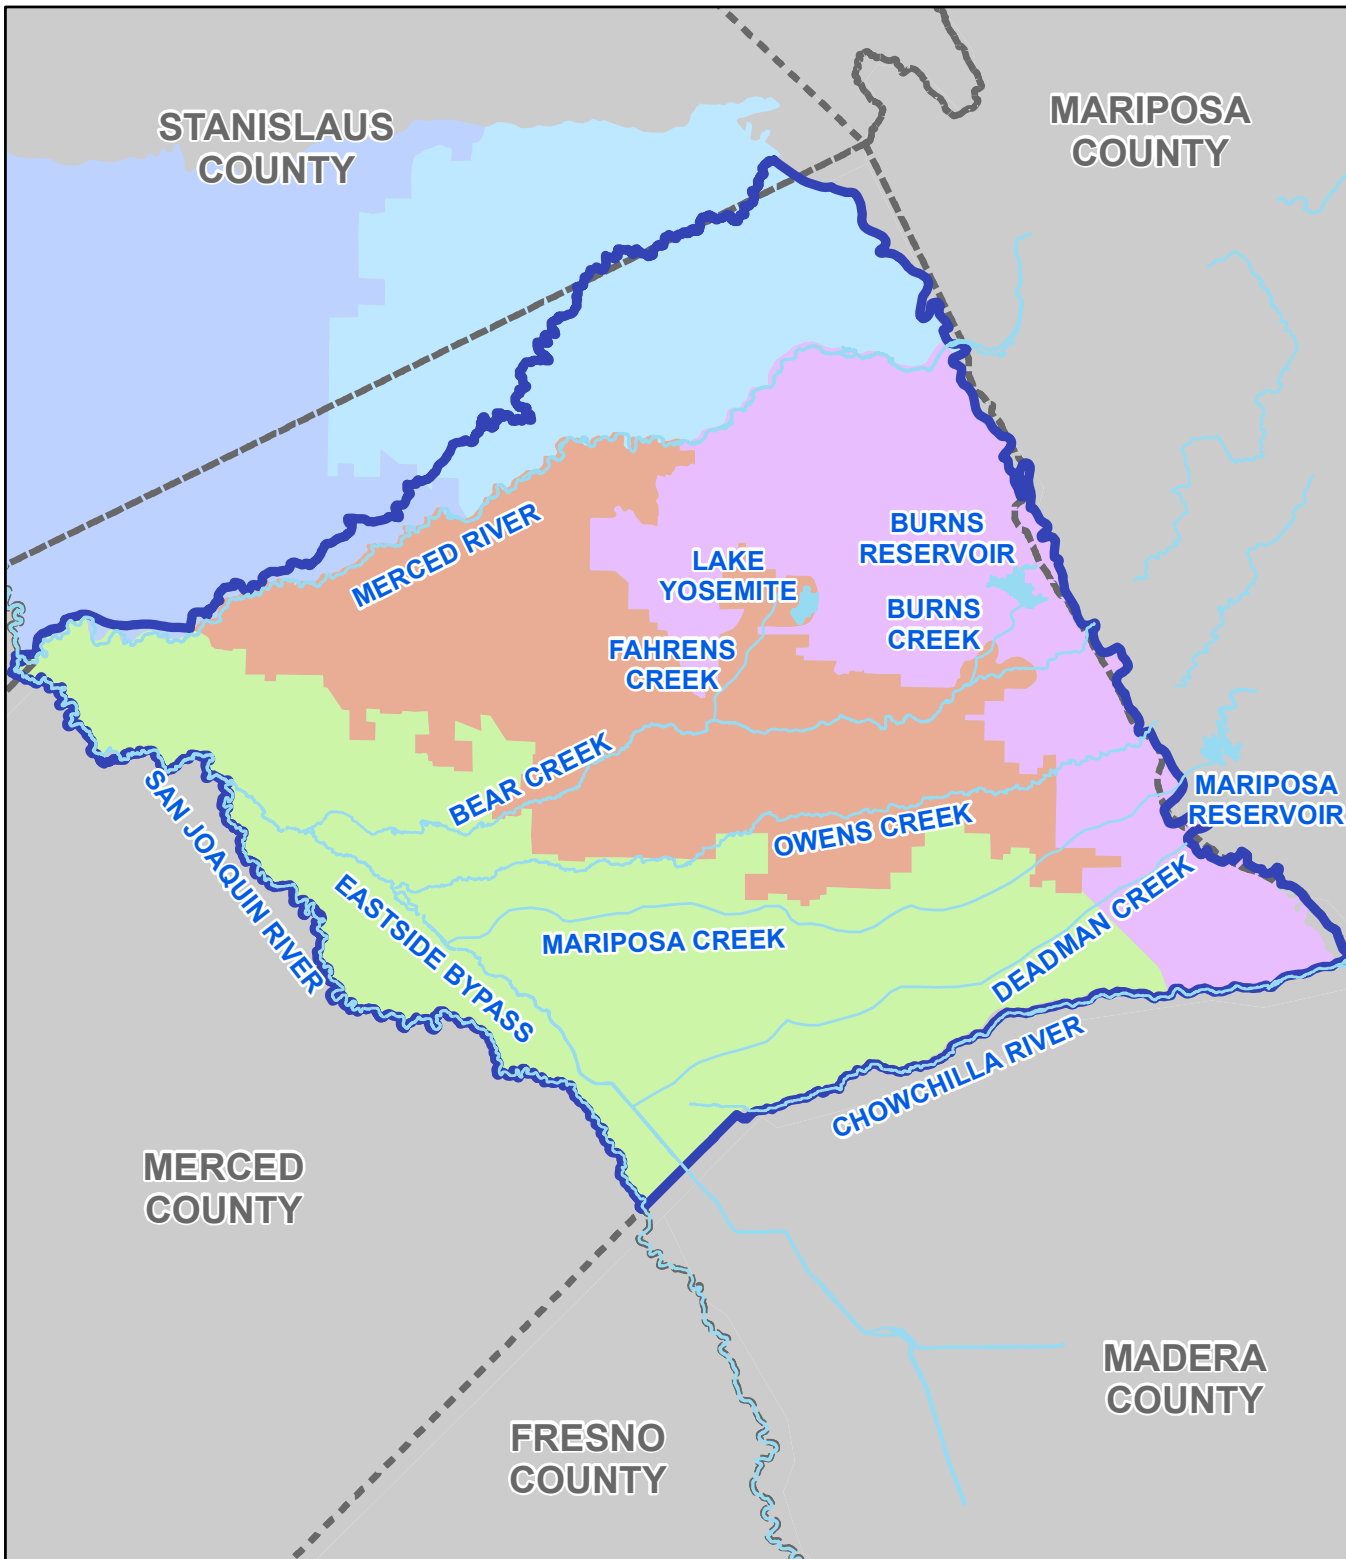 STANISLAUS
COUNTY
MARIPOSA
COUNTY
MERCED RIVER
LAKE
YOSEMITE
BURNS
RESERVOIR
BURNS
CREEK
FAHRENS
CREEK
BEAR CREEK
SAN JOAQUIN RIVER
MARIPOSA
RESERVOIR
OWENS CREEK
EASTSIDE BYPASS
MARIPOSA CREEK
DEADMAN CREEK
CHOWCHILLA RIVER
MERCED
COUNTY
MADERA
COUNTY
FRESNO
COUNTY